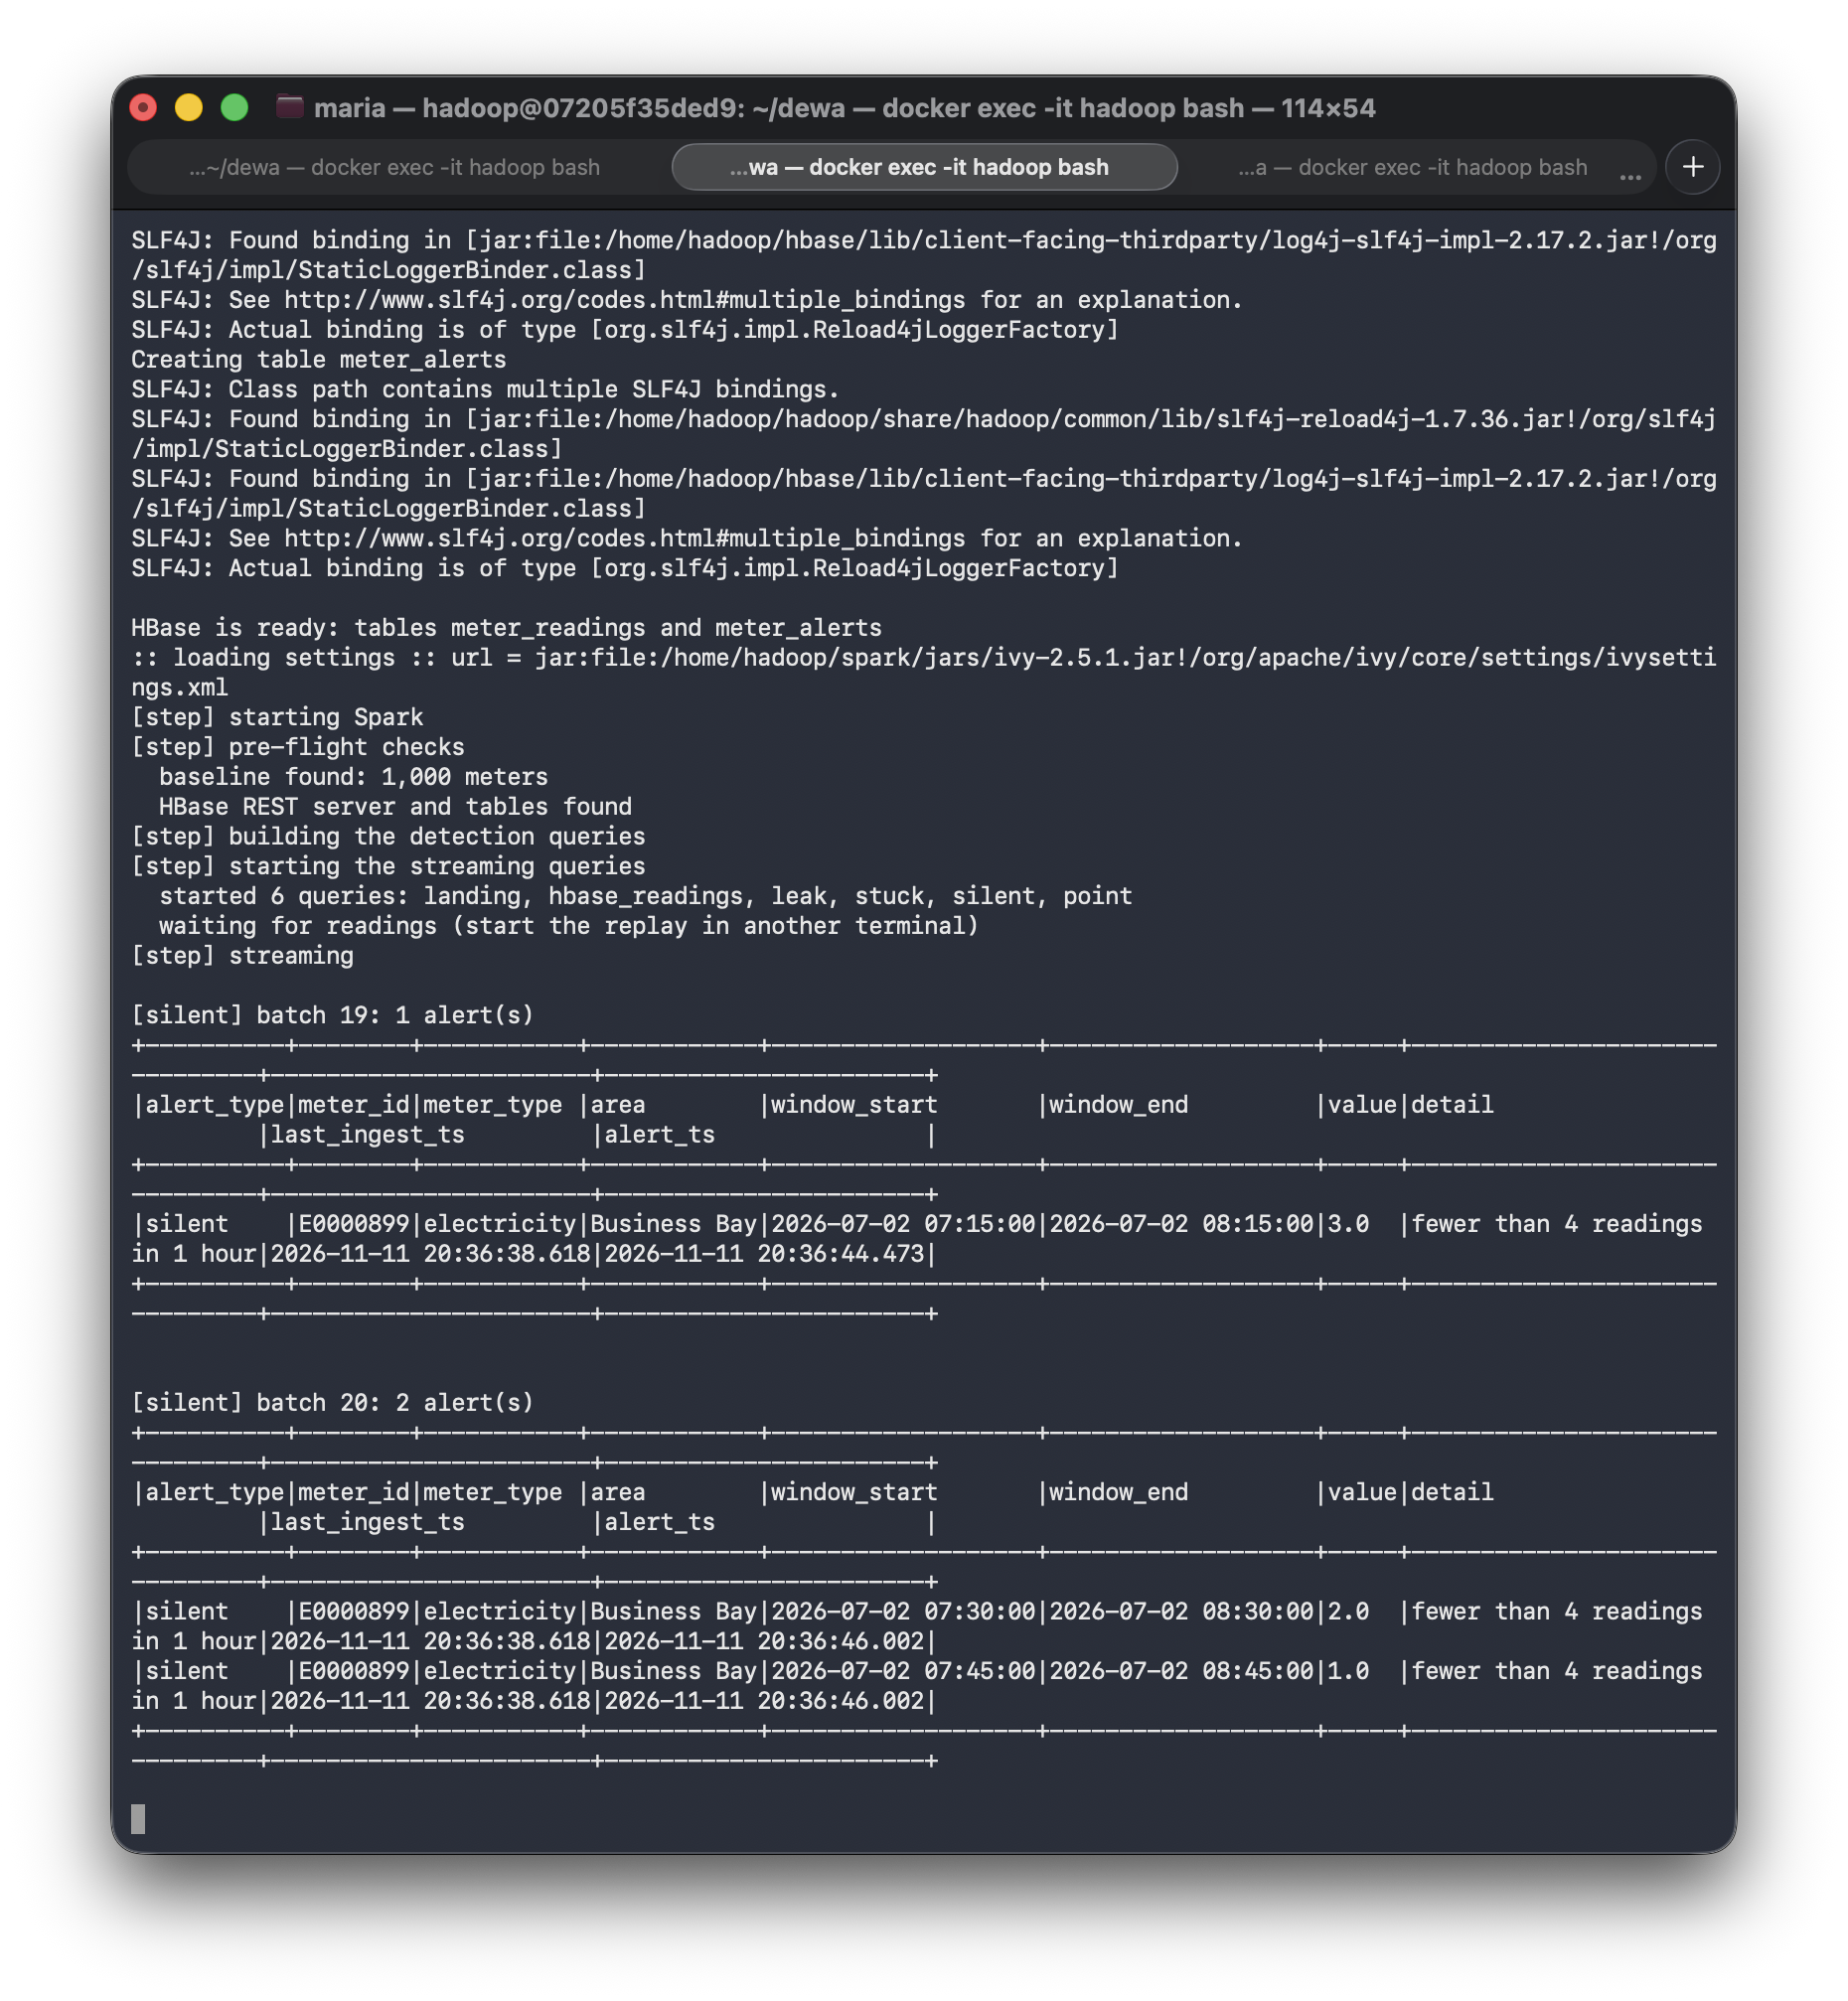 maria — hadoop@07205f35ded9: ~/dewa — docker exec -it hadoop bash — 114×54
...~/dewa — docker exec -it hadoop bash
...wa — docker exec -it hadoop bash
...a — docker exec -it hadoop bash
...
+
SLF4J: Found binding in [jar:file:/home/hadoop/hbase/lib/client-facing-thirdparty/log4j-slf4j-impl-2.17.2.jar!/org
/slf4j/impl/StaticLoggerBinder.class]
SLF4J: See http://www.slf4j.org/codes.html#multiple_bindings for an explanation.
SLF4J: Actual binding is of type [org.slf4j.impl.Reload4jLoggerFactory]
Creating table meter_alerts
SLF4J: Class path contains multiple SLF4J bindings.
SLF4J: Found binding in [jar:file:/home/hadoop/hadoop/share/hadoop/common/lib/slf4j-reload4j-1.7.36.jar!/org/slf4j
/impl/StaticLoggerBinder.class]
SLF4J: Found binding in [jar:file:/home/hadoop/hbase/lib/client-facing-thirdparty/log4j-slf4j-impl-2.17.2.jar!/org
/slf4j/impl/StaticLoggerBinder.class]
SLF4J: See http://www.slf4j.org/codes.html#multiple_bindings for an explanation.
SLF4J: Actual binding is of type [org.slf4j.impl.Reload4jLoggerFactory]

HBase is ready: tables meter_readings and meter_alerts
:: loading settings :: url = jar:file:/home/hadoop/spark/jars/ivy-2.5.1.jar!/org/apache/ivy/core/settings/ivysetti
ngs.xml
[step] starting Spark
[step] pre-flight checks
  baseline found: 1,000 meters
  HBase REST server and tables found
[step] building the detection queries
[step] starting the streaming queries
  started 6 queries: landing, hbase_readings, leak, stuck, silent, point
  waiting for readings (start the replay in another terminal)
[step] streaming

[silent] batch 19: 1 alert(s)
+----------+--------+-----------+------------+-------------------+-------------------+-----+----------------------
---------+-----------------------+-----------------------+
|alert_type|meter_id|meter_type |area        |window_start       |window_end         |value|detail
         |last_ingest_ts         |alert_ts               |
+----------+--------+-----------+------------+-------------------+-------------------+-----+----------------------
---------+-----------------------+-----------------------+
|silent    |E0000899|electricity|Business Bay|2026-07-02 07:15:00|2026-07-02 08:15:00|3.0  |fewer than 4 readings
in 1 hour|2026-11-11 20:36:38.618|2026-11-11 20:36:44.473|
+----------+--------+-----------+------------+-------------------+-------------------+-----+----------------------
---------+-----------------------+-----------------------+

[silent] batch 20: 2 alert(s)
+----------+--------+-----------+------------+-------------------+-------------------+-----+----------------------
---------+-----------------------+-----------------------+
|alert_type|meter_id|meter_type |area        |window_start       |window_end         |value|detail
         |last_ingest_ts         |alert_ts               |
+----------+--------+-----------+------------+-------------------+-------------------+-----+----------------------
---------+-----------------------+-----------------------+
|silent    |E0000899|electricity|Business Bay|2026-07-02 07:30:00|2026-07-02 08:30:00|2.0  |fewer than 4 readings
in 1 hour|2026-11-11 20:36:38.618|2026-11-11 20:36:46.002|
|silent    |E0000899|electricity|Business Bay|2026-07-02 07:45:00|2026-07-02 08:45:00|1.0  |fewer than 4 readings
in 1 hour|2026-11-11 20:36:38.618|2026-11-11 20:36:46.002|
+----------+--------+-----------+------------+-------------------+-------------------+-----+----------------------
---------+-----------------------+-----------------------+